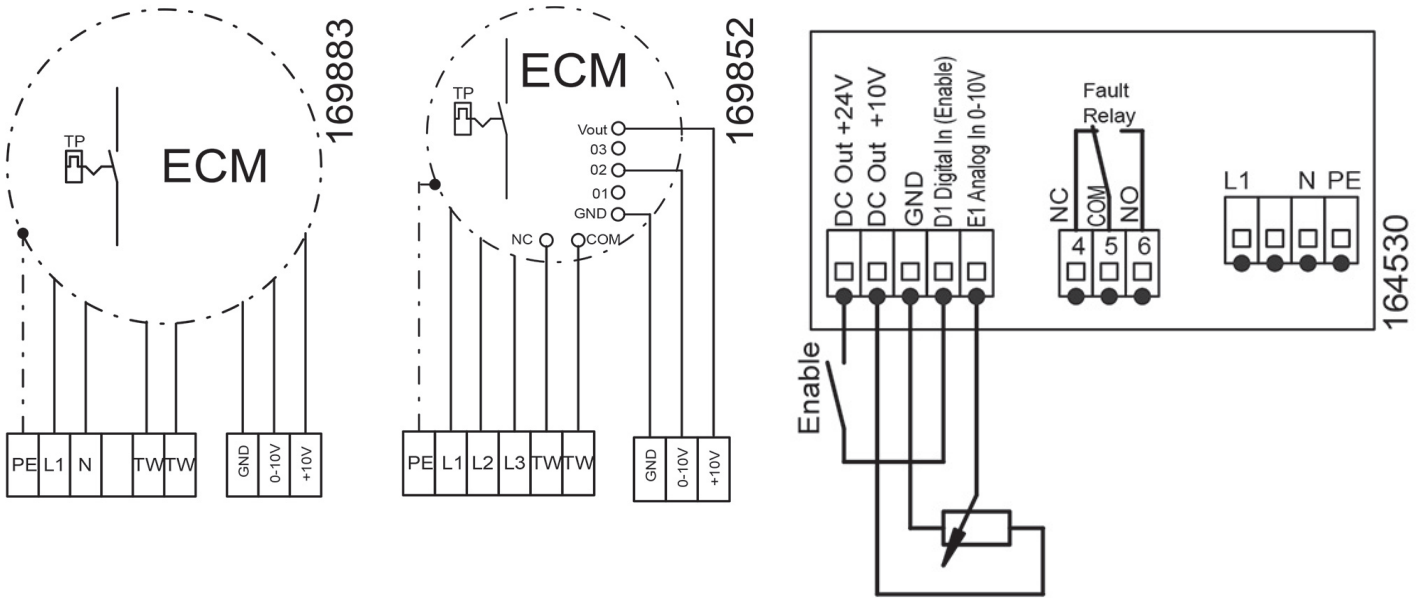 169883
TP
ECM
PE L1 N TW TW
GND 0-10V +10V
169852
ECM
TP
Vout
03
02
01
GND
NC COM
PE L1 L2 L3 TW TW
GND 0-10V +10V
DC Out +24V
DC Out +10V
GND
D1 Digital In (Enable)
E1 Analog In 0-10V
Fault
Relay
NC
COM
NO
4 5 6
L1 N PE
164530
Enable